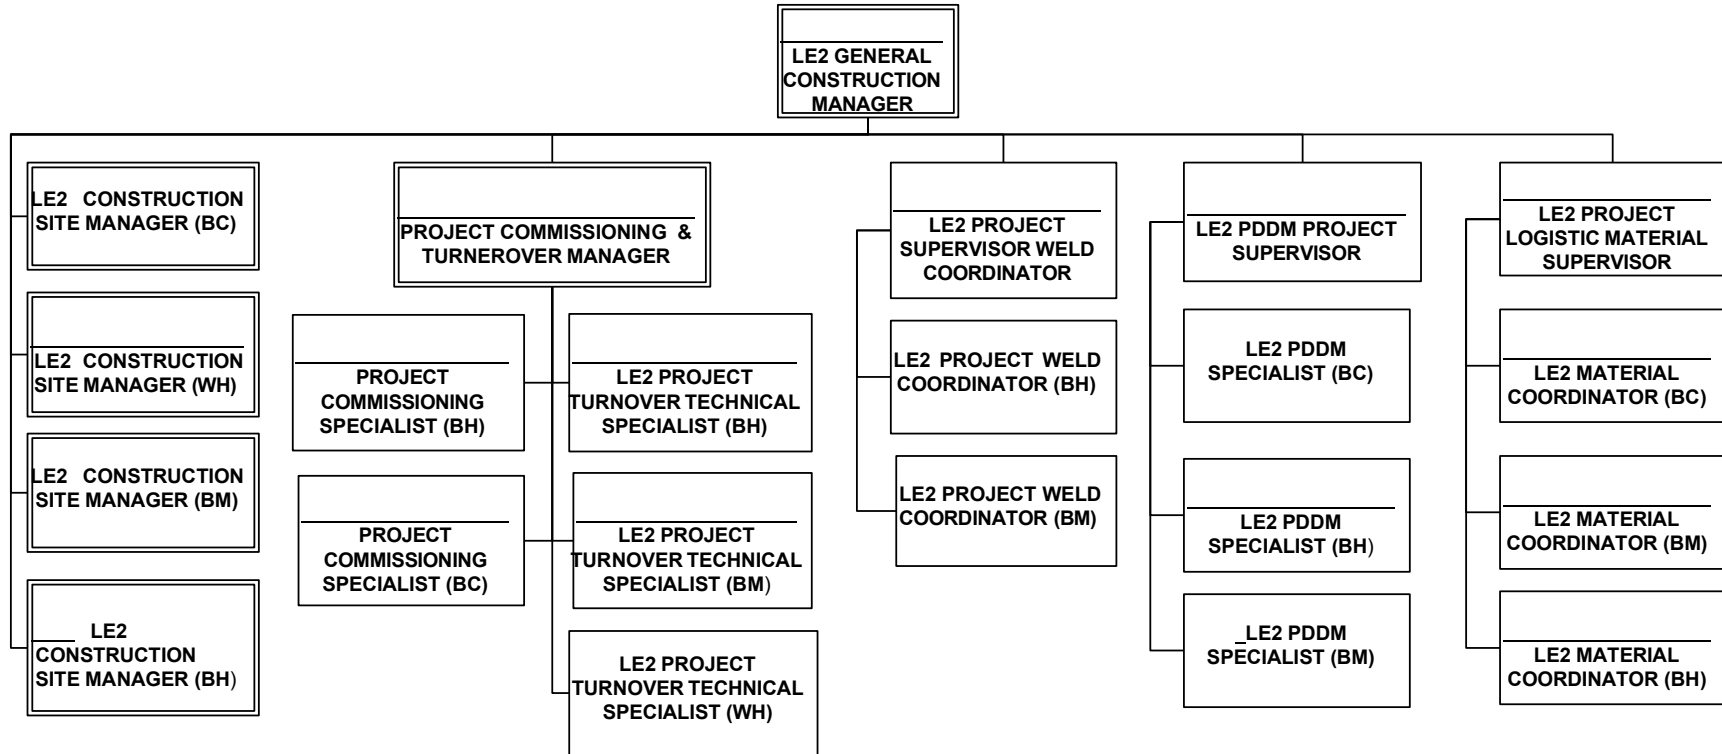 LE2 GENERAL
CONSTRUCTION
MANAGER
LE2 CONSTRUCTION
SITE MANAGER (BC)
LE2 CONSTRUCTION
SITE MANAGER (WH)
LE2 CONSTRUCTION
SITE MANAGER (BM)
LE2
CONSTRUCTION
SITE MANAGER (BH)
PROJECT COMMISSIONING &
TURNEROVER MANAGER
PROJECT
COMMISSIONING
SPECIALIST (BH)
PROJECT
COMMISSIONING
SPECIALIST (BC)
LE2 PROJECT
TURNOVER TECHNICAL
SPECIALIST (BH)
LE2 PROJECT
TURNOVER TECHNICAL
SPECIALIST (BM)
LE2 PROJECT
TURNOVER TECHNICAL
SPECIALIST (WH)
LE2 PROJECT
SUPERVISOR WELD
COORDINATOR
LE2 PROJECT WELD
COORDINATOR (BH)
LE2 PROJECT WELD
COORDINATOR (BM)
LE2 PDDM PROJECT
SUPERVISOR
LE2 PDDM
SPECIALIST (BC)
LE2 PDDM
SPECIALIST (BH)
_LE2 PDDM
SPECIALIST (BM)
LE2 PROJECT
LOGISTIC MATERIAL
SUPERVISOR
LE2 MATERIAL
COORDINATOR (BC)
LE2 MATERIAL
COORDINATOR (BM)
LE2 MATERIAL
COORDINATOR (BH)